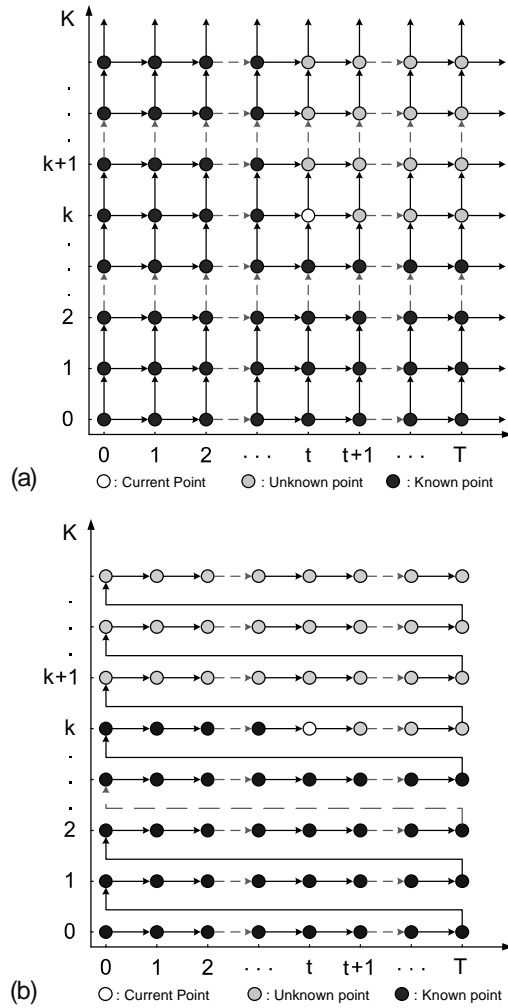 K
.
.
.
k+1
k
.
.
.
2
1
0
0 1 2 ... t t+1 ... T
(a)
: Current Point : Unknown point : Known point
K
.
.
.
k+1
k
.
.
.
2
1
0
0 1 2 ... t t+1 ... T
(b)
: Current Point : Unknown point : Known point